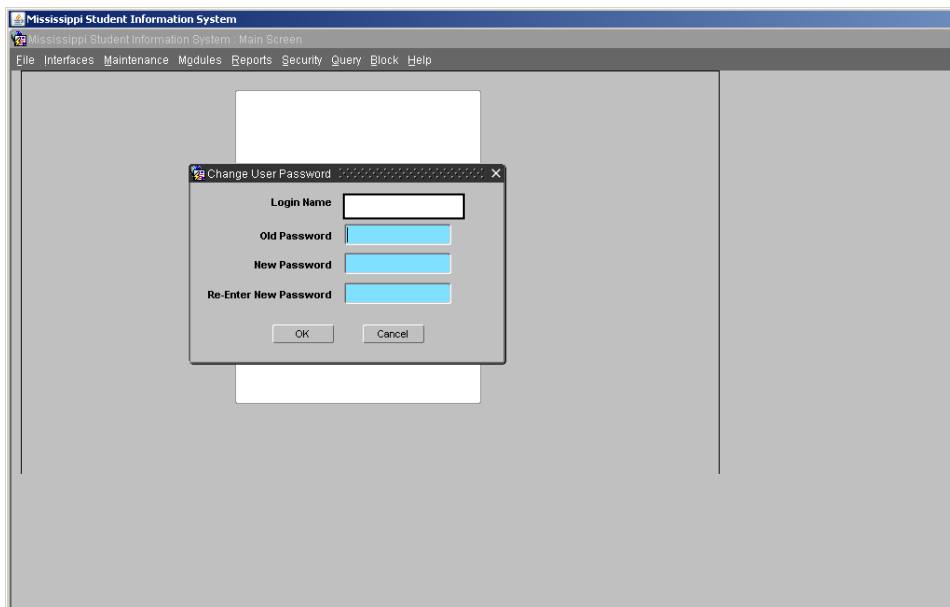 Mississippi Student Information System
Mississippi Student Information System : Main Screen
File Interfaces Maintenance Modules Reports Security Query Block Help
Change User Password
Login Name
Old Password
New Password
Re-Enter New Password
OK Cancel